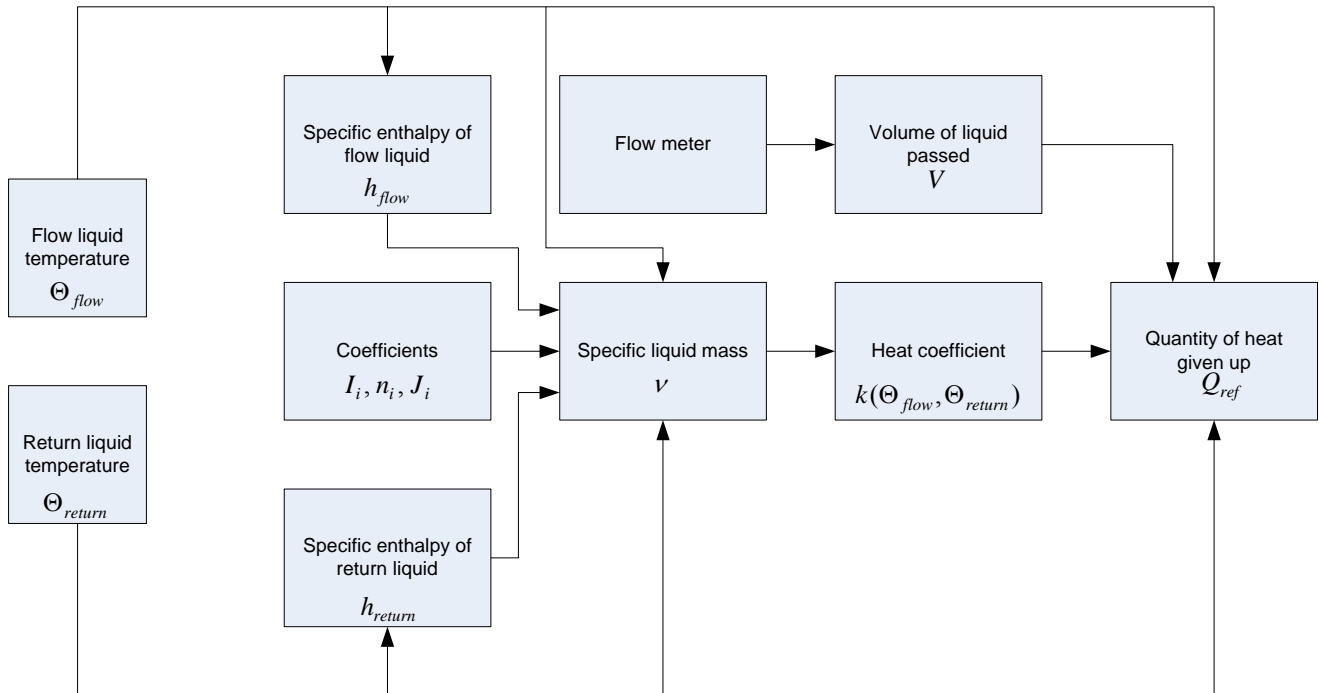 Flow liquid
temperature
Θ_flow
Return liquid
temperature
Θ_return
Specific enthalpy of
flow liquid
h_flow
Coefficients
I_i, n_i, J_i
Specific enthalpy of
return liquid
h_return
Flow meter
Specific liquid mass
ν
Volume of liquid
passed
V
Heat coefficient
k(Θ_flow, Θ_return)
Quantity of heat
given up
Q_ref